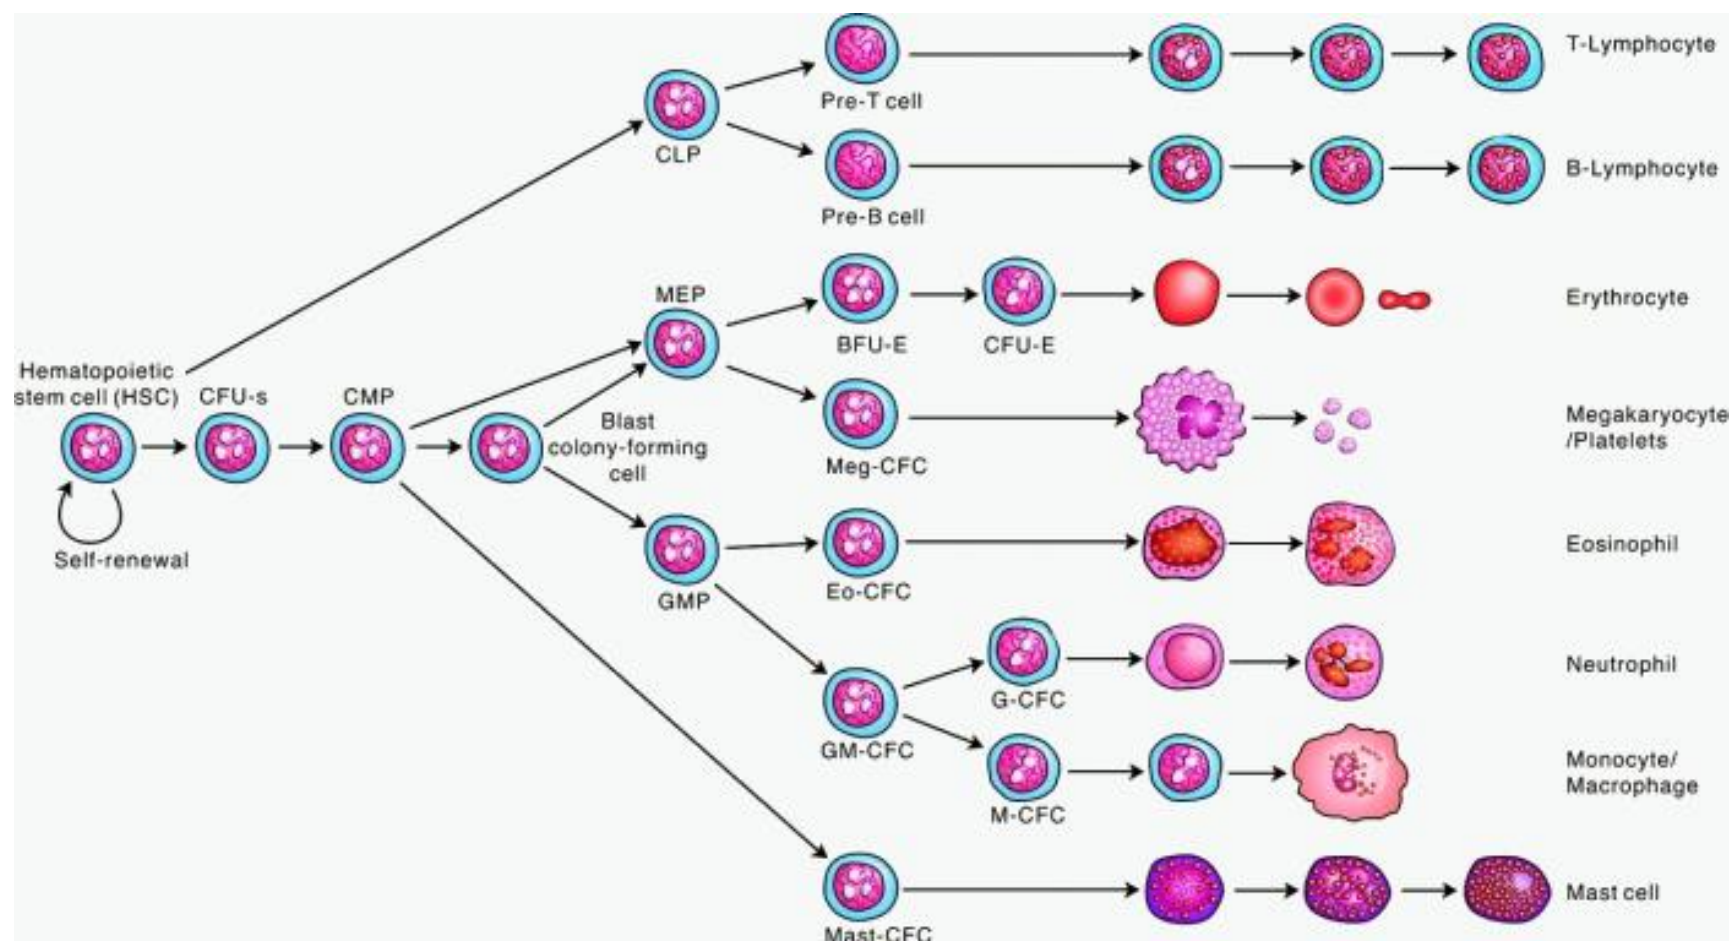 T-Lymphocyte
Pre-T cell
CLP
B-Lymphocyte
Pre-B cell
MEP
Erythrocyte
BFU-E
CFU-E
Hematopoietic
stem cell (HSC)
CFU-s
CMP
Blast
colony-forming
cell
Megakaryocyte
/Platelets
Meg-CFC
Self-renewal
Eosinophil
Eo-CFC
GMP
Neutrophil
G-CFC
GM-CFC
Monocyte/
Macrophage
M-CFC
Mast cell
Mast-CFC